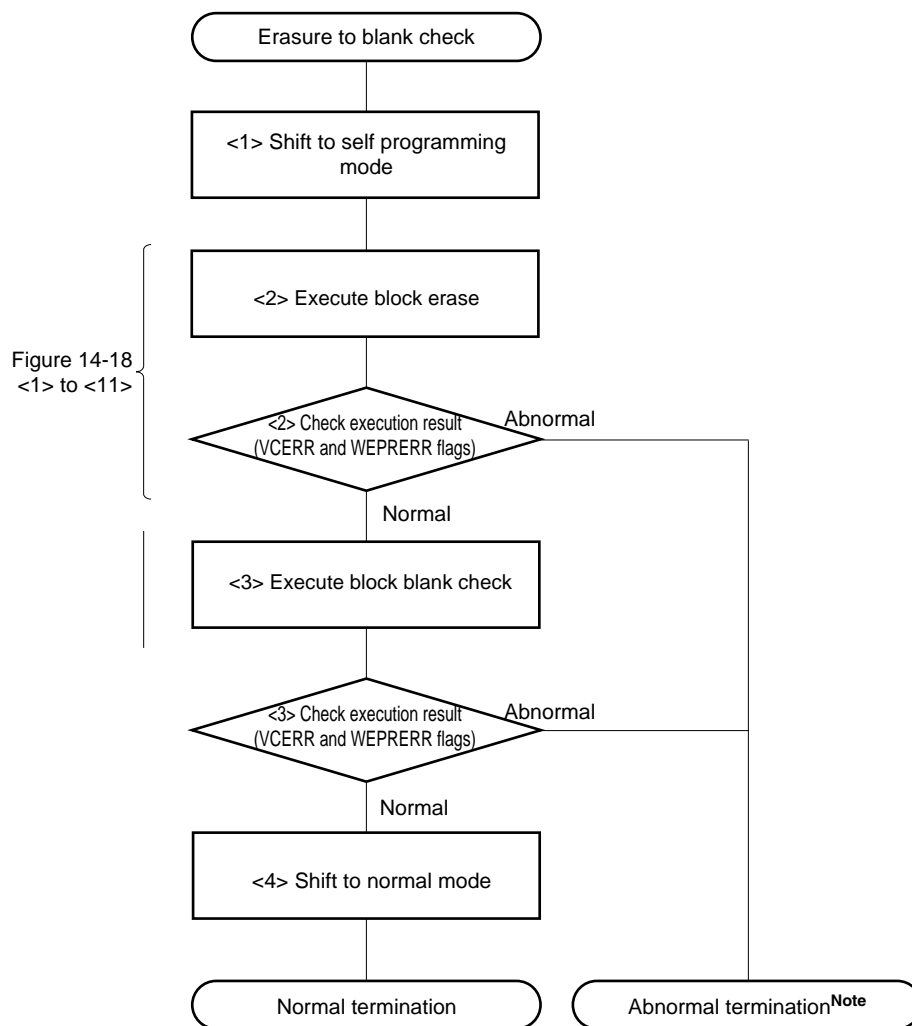 Erasure to blank check
<1> Shift to self programming
mode
<2> Execute block erase
Figure 14-18
<1> to <11>
<2> Check execution result
(VCERR and WEPRERR flags)
Abnormal
Normal
<3> Execute block blank check
<3> Check execution result
(VCERR and WEPRERR flags)
Abnormal
Normal
<4> Shift to normal mode
Normal termination
Abnormal terminationNote